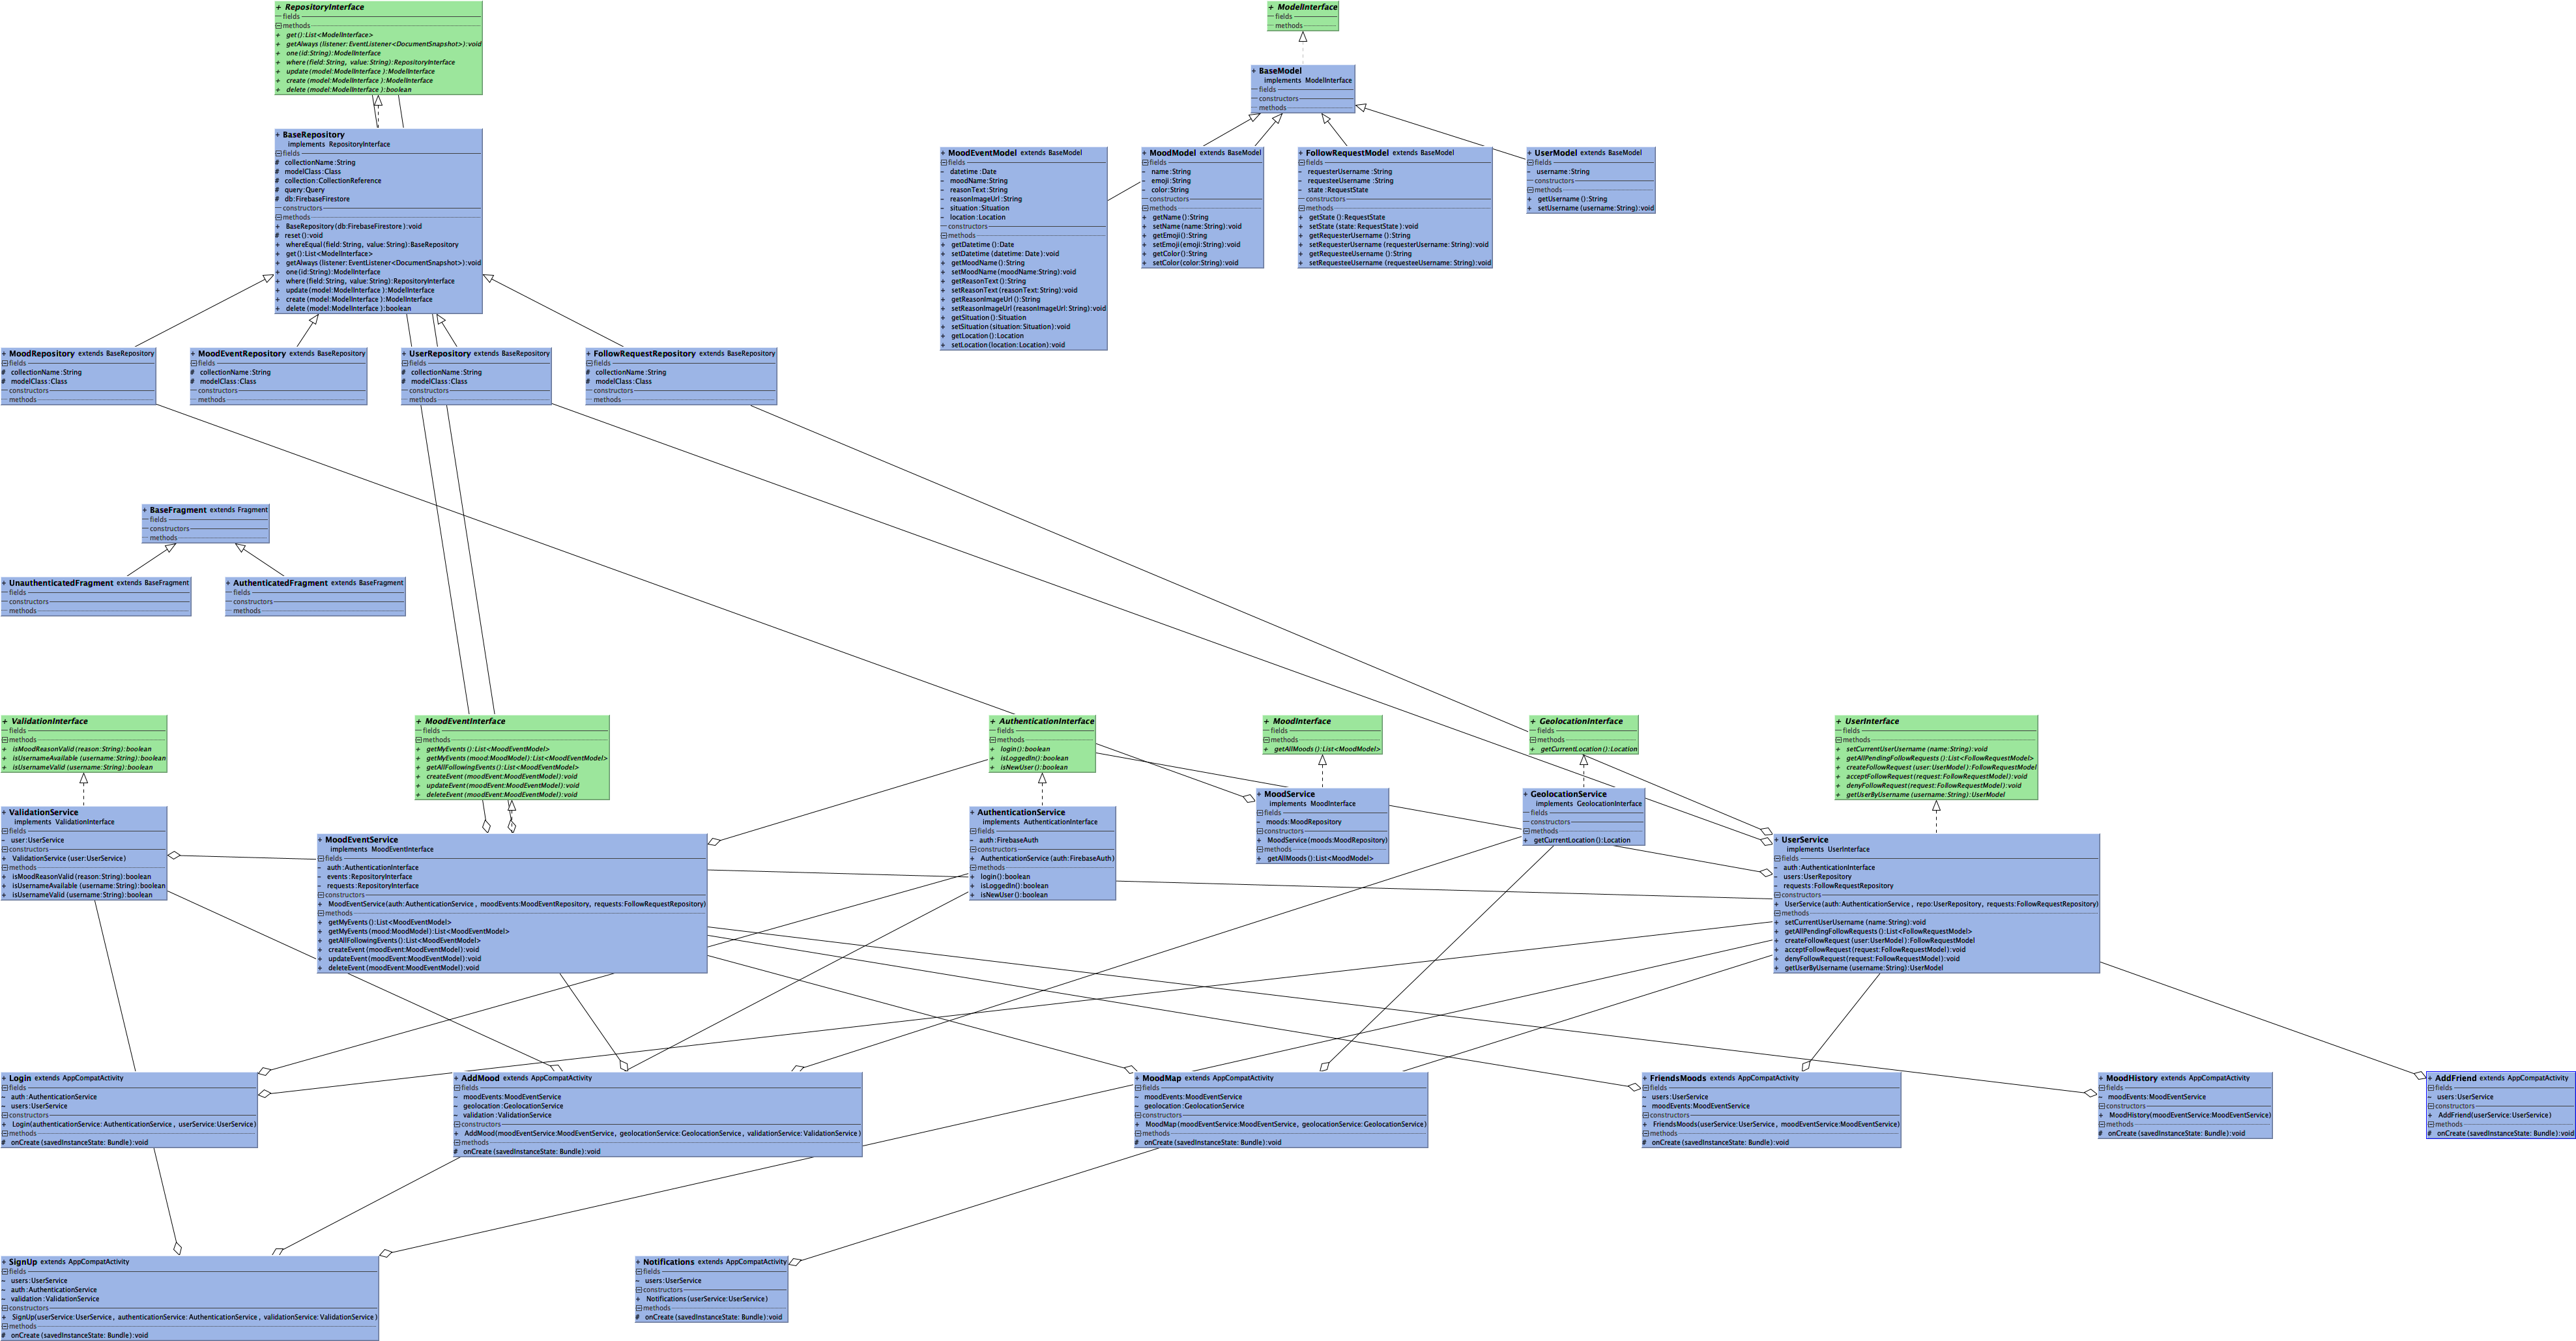 + RepositoryInterface
fields
methods
+ get():List<ModelInterface>
+ getAlways(listener:EventListener<DocumentSnapshot>):void
+ one(id:String):ModelInterface
+ where(field:String, value:String):RepositoryInterface
+ update(model:ModelInterface):ModelInterface
+ create(model:ModelInterface):ModelInterface
+ delete(model:ModelInterface):boolean
+ ModelInterface
fields
methods
+ BaseModel
implements ModelInterface
fields
constructors
methods
+ BaseRepository
implements RepositoryInterface
fields
# collectionName:String
# modelClass:Class
# collection:CollectionReference
# query:Query
# db:FirebaseFirestore
constructors
methods
+ BaseRepository(db:FirebaseFirestore):void
# reset():void
+ whereEqual(field:String, value:String):BaseRepository
+ get():List<ModelInterface>
+ getAlways(listener:EventListener<DocumentSnapshot>):void
+ one(id:String):ModelInterface
+ where(field:String, value:String):RepositoryInterface
+ update(model:ModelInterface):ModelInterface
+ create(model:ModelInterface):ModelInterface
+ delete(model:ModelInterface):boolean
+ MoodEventModel extends BaseModel
fields
- datetime:Date
- moodName:String
- reasonText:String
- reasonImageUrl:String
- situation:Situation
- location:Location
constructors
methods
+ getDatetime():Date
+ setDatetime(datetime: Date):void
+ getMoodName():String
+ setMoodName(moodName:String):void
+ getReasonText():String
+ setReasonText(reasonText:String):void
+ getReasonImageUrl():String
+ setReasonImageUrl(reasonImageUrl:String):void
+ getSituation():Situation
+ setSituation(situation:Situation):void
+ getLocation():Location
+ setLocation(location:Location):void
+ MoodModel extends BaseModel
fields
- name:String
- emoji:String
- color:String
constructors
methods
+ getName():String
+ setName(name:String):void
+ getEmoji():String
+ setEmoji(emoji:String):void
+ getColor():String
+ setColor(color:String):void
+ FollowRequestModel extends BaseModel
fields
- requesterUsername:String
- requesteeUsername:String
- state:RequestState
constructors
methods
+ getState():RequestState
+ setState(state:RequestState):void
+ getRequesterUsername():String
+ setRequesterUsername(requesterUsername:String):void
+ getRequesteeUsername():String
+ setRequesteeUsername(requesteeUsername:String):void
+ UserModel extends BaseModel
fields
- username:String
constructors
methods
+ getUsername():String
+ setUsername(username:String):void
+ MoodRepository extends BaseRepository
fields
# collectionName:String
# modelClass:Class
constructors
methods
+ MoodEventRepository extends BaseRepository
fields
# collectionName:String
# modelClass:Class
constructors
methods
+ UserRepository extends BaseRepository
fields
# collectionName:String
# modelClass:Class
constructors
methods
+ FollowRequestRepository extends BaseRepository
fields
# collectionName:String
# modelClass:Class
constructors
methods
+ BaseFragment extends Fragment
fields
constructors
methods
+ UnauthenticatedFragment extends BaseFragment
fields
constructors
methods
+ AuthenticatedFragment extends BaseFragment
fields
constructors
methods
+ ValidationInterface
fields
methods
+ isMoodReasonValid(reason:String):boolean
+ isUsernameAvailable(username:String):boolean
+ isUsernameValid(username:String):boolean
+ MoodEventInterface
fields
methods
+ getMyEvents():List<MoodEventModel>
+ getMyEvents(mood:MoodModel):List<MoodEventModel>
+ getAllFollowingEvents():List<MoodEventModel>
+ createEvent(moodEvent:MoodEventModel):void
+ updateEvent(moodEvent:MoodEventModel):void
+ deleteEvent(moodEvent:MoodEventModel):void
+ AuthenticationInterface
fields
methods
+ login():boolean
+ isLoggedIn():boolean
+ isNewUser():boolean
+ MoodInterface
fields
methods
+ getAllMoods():List<MoodModel>
+ GeolocationInterface
fields
methods
+ getCurrentLocation():Location
+ UserInterface
fields
methods
+ setCurrentUserUsername(name:String):void
+ getAllPendingFollowRequests():List<FollowRequestModel>
+ createFollowRequest(user:UserModel):FollowRequestModel
+ acceptFollowRequest(request:FollowRequestModel):void
+ denyFollowRequest(request:FollowRequestModel):void
+ getUserByUsername(username:String):UserModel
+ ValidationService
implements ValidationInterface
fields
- user:UserService
constructors
+ ValidationService(user:UserService)
methods
+ isMoodReasonValid(reason:String):boolean
+ isUsernameAvailable(username:String):boolean
+ isUsernameValid(username:String):boolean
+ MoodEventService
implements MoodEventInterface
fields
- auth:AuthenticationInterface
- events:RepositoryInterface
- requests:RepositoryInterface
constructors
+ MoodEventService(auth:AuthenticationService, moodEvents:MoodEventRepository, requests:FollowRequestRepository)
methods
+ getMyEvents():List<MoodEventModel>
+ getMyEvents(mood:MoodModel):List<MoodEventModel>
+ getAllFollowingEvents():List<MoodEventModel>
+ createEvent(moodEvent:MoodEventModel):void
+ updateEvent(moodEvent:MoodEventModel):void
+ deleteEvent(moodEvent:MoodEventModel):void
+ AuthenticationService
implements AuthenticationInterface
fields
- auth:FirebaseAuth
constructors
+ AuthenticationService(auth:FirebaseAuth)
methods
+ login():boolean
+ isLoggedIn():boolean
+ isNewUser():boolean
+ MoodService
implements MoodInterface
fields
- moods:MoodRepository
constructors
+ MoodService(moods:MoodRepository)
methods
+ getAllMoods():List<MoodModel>
+ GeolocationService
implements GeolocationInterface
fields
constructors
methods
+ getCurrentLocation():Location
+ UserService
implements UserInterface
fields
- auth:AuthenticationInterface
- users:UserRepository
- requests:FollowRequestRepository
constructors
+ UserService(auth:AuthenticationService, repo:UserRepository, requests:FollowRequestRepository)
methods
+ setCurrentUserUsername(name:String):void
+ getAllPendingFollowRequests():List<FollowRequestModel>
+ createFollowRequest(user:UserModel):FollowRequestModel
+ acceptFollowRequest(request:FollowRequestModel):void
+ denyFollowRequest(request:FollowRequestModel):void
+ getUserByUsername(username:String):UserModel
+ Login extends AppCompatActivity
fields
~ auth:AuthenticationService
~ users:UserService
constructors
+ Login(authenticationService:AuthenticationService, userService:UserService)
methods
# onCreate(savedInstanceState:Bundle):void
+ AddMood extends AppCompatActivity
fields
~ moodEvents:MoodEventService
~ geolocation:GeolocationService
~ validation:ValidationService
constructors
+ AddMood(moodEventService:MoodEventService, geolocationService:GeolocationService, validationService:ValidationService)
methods
# onCreate(savedInstanceState:Bundle):void
+ MoodMap extends AppCompatActivity
fields
~ moodEvents:MoodEventService
~ geolocation:GeolocationService
constructors
+ MoodMap(moodEventService:MoodEventService, geolocationService:GeolocationService)
methods
# onCreate(savedInstanceState:Bundle):void
+ FriendsMoods extends AppCompatActivity
fields
~ users:UserService
~ moodEvents:MoodEventService
constructors
+ FriendsMoods(userService:UserService, moodEventService:MoodEventService)
methods
# onCreate(savedInstanceState:Bundle):void
+ MoodHistory extends AppCompatActivity
fields
~ moodEvents:MoodEventService
constructors
+ MoodHistory(moodEventService:MoodEventService)
methods
# onCreate(savedInstanceState:Bundle):void
+ AddFriend extends AppCompatActivity
fields
~ users:UserService
constructors
+ AddFriend(userService:UserService)
methods
# onCreate(savedInstanceState:Bundle):void
+ SignUp extends AppCompatActivity
fields
~ users:UserService
~ auth:AuthenticationService
~ validation:ValidationService
constructors
+ SignUp(userService:UserService, authenticationService:AuthenticationService, validationService:ValidationService)
methods
# onCreate(savedInstanceState:Bundle):void
+ Notifications extends AppCompatActivity
fields
~ users:UserService
constructors
+ Notifications(userService:UserService)
methods
# onCreate(savedInstanceState:Bundle):void